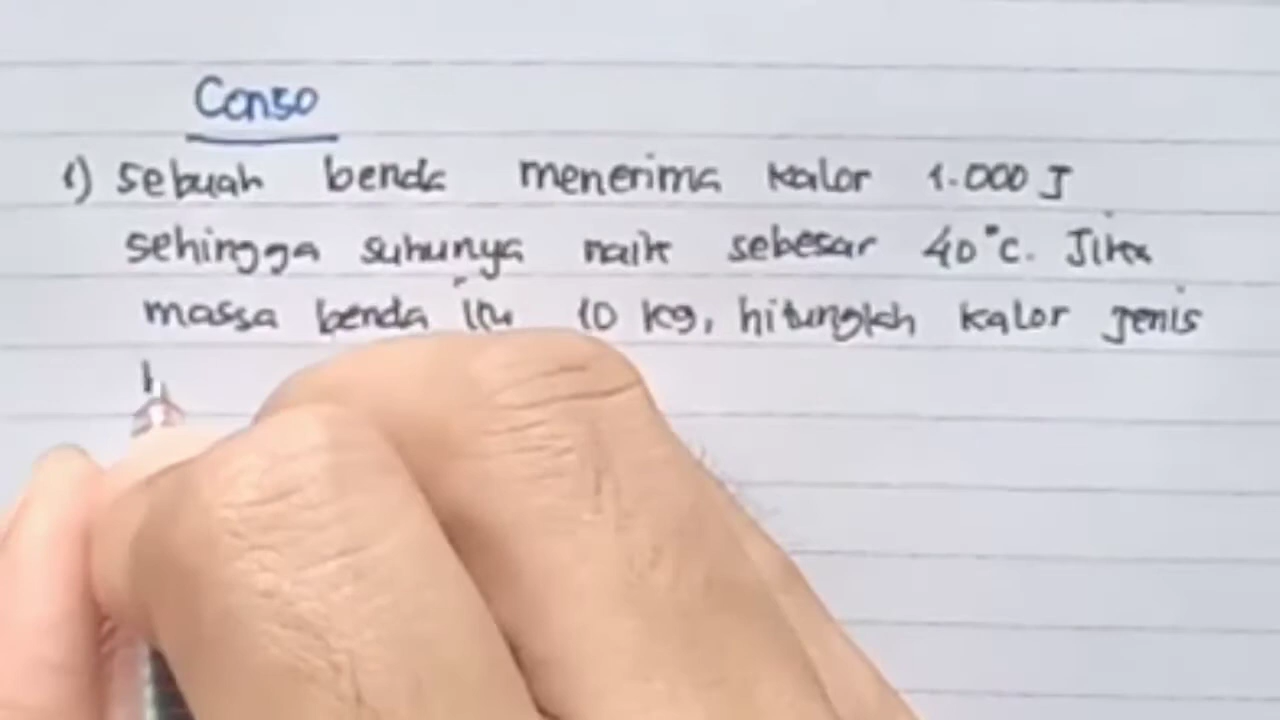 Conso
1) sebuah benda menerima kalor 1.000 J
sehingga suhunya naik sebesar 40°C. Jika
massa benda itu 10 kg, hitunglah kalor jenis